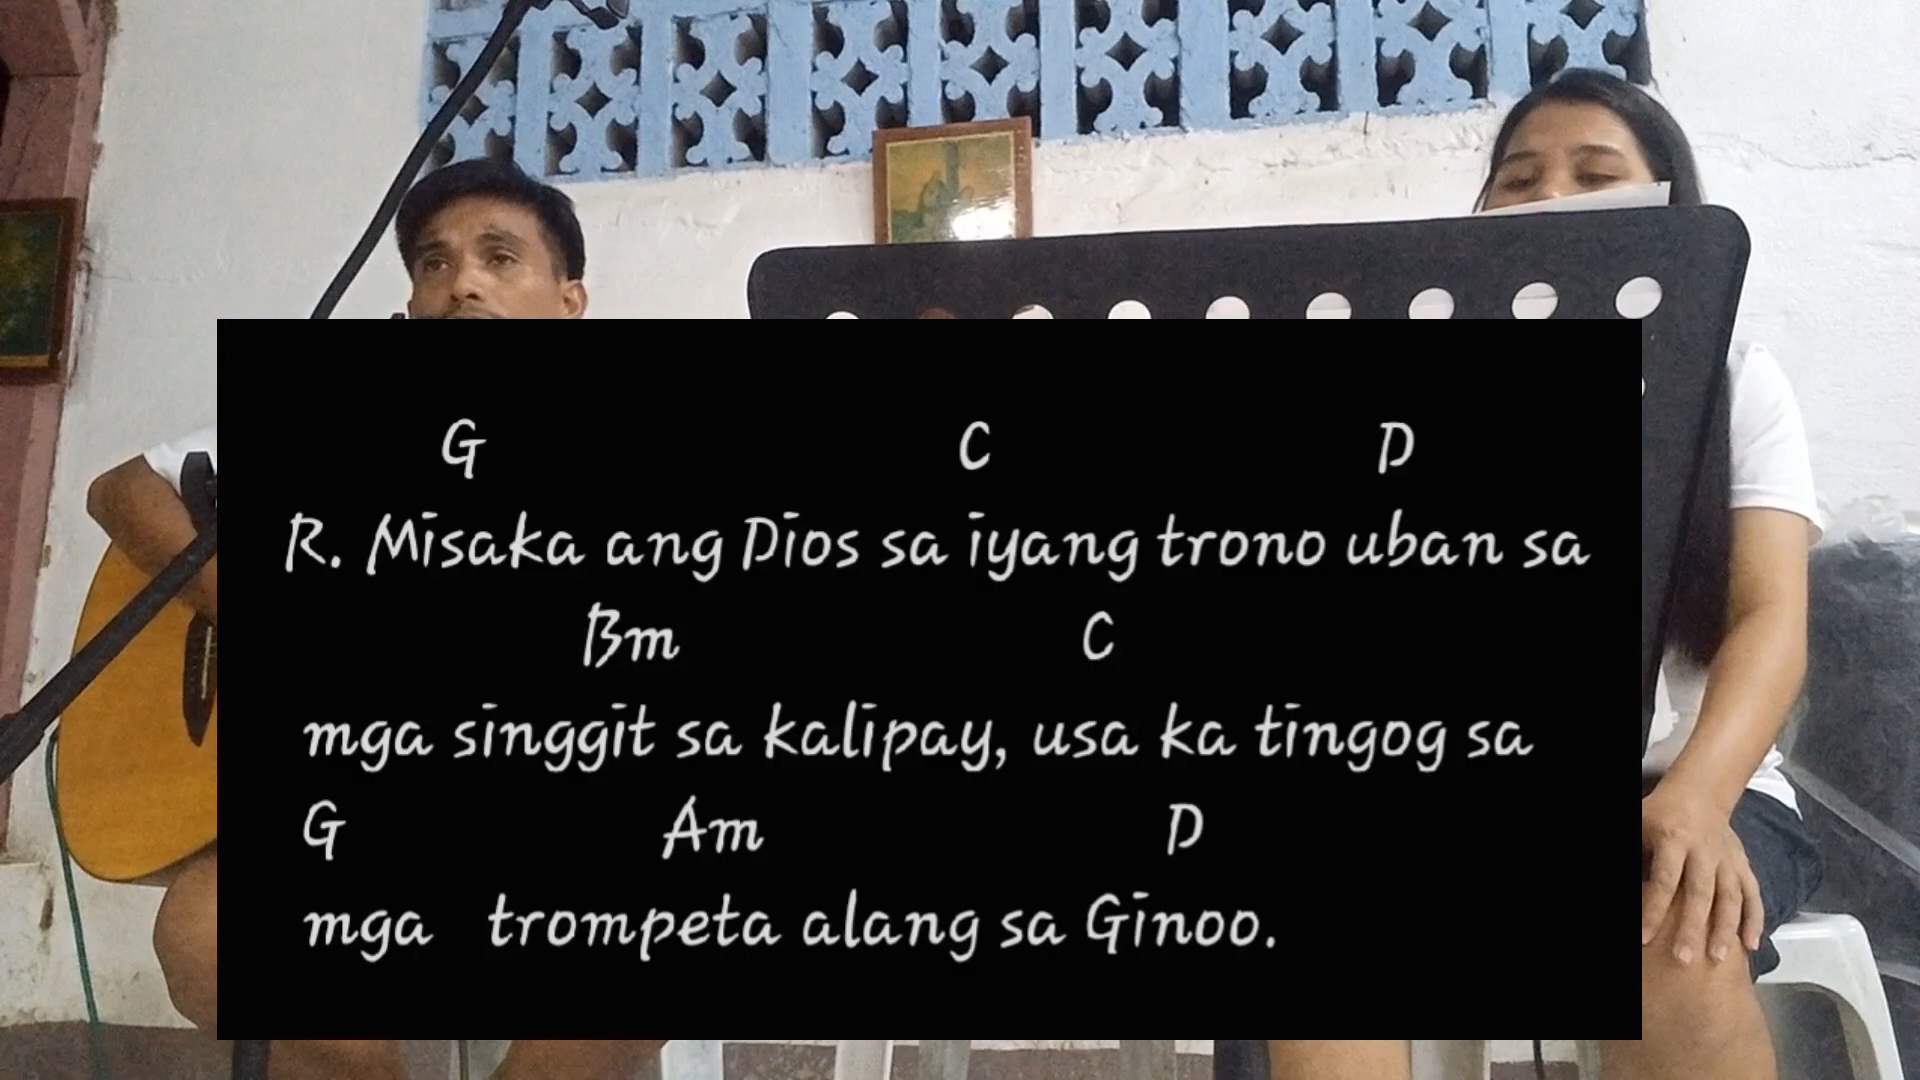 G C D
R. Misaka ang Dios sa iyang trono uban sa
Bm C
mga singgit sa kalipay, usa ka tingog sa
G Am D
mga trompeta alang sa Ginoo.